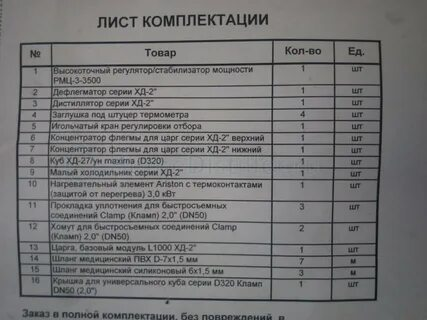 ЛИСТ КОМПЛЕКТАЦИИ
№ Товар Кол-во Ед.
1 Высокоточный регулятор/стабилизатор мощности 1 шт
РМЦ-3-3500
2 Дефлегматор серии ХД-2" 1 шт
3 Дистиллятор серии ХД-2" 1 шт
4 Заглушка под штуцер термометра 4 шт
5 Игольчатый кран регулировки отбора 1 шт
6 Концентратор флегмы для царг серии ХД-2" верхний 1 шт
7 Концентратор флегмы для царг серии ХД-2" нижний 1 шт
8 Куб ХД-27/ун maxima (D320) 1 шт
9 Малый холодильник серии ХД-2" 1 шт
10 Нагревательный элемент Ariston с термоконтактами 1 шт
(защита от перегрева) 3,0 кВт
11 Прокладка уплотнения для быстросъемных 3 шт
соединений Clamp (Кламп) 2,0" (DN50)
12 Хомут для быстросъемных соединений Clamp 2 шт
(Кламп) 2,0" (DN50)
13 Царга, базовый модуль L1000 ХД-2" 1 шт
14 Шланг медицинский ПВХ D-7х1,5 мм 7 м
15 Шланг медицинский силиконовый 6х1,5 мм 3 м
16 Крышка для универсального куба серии D320 Кламп 1 шт
DN50 (2,0")
Заказ в полной комплектации, без повреждений, в